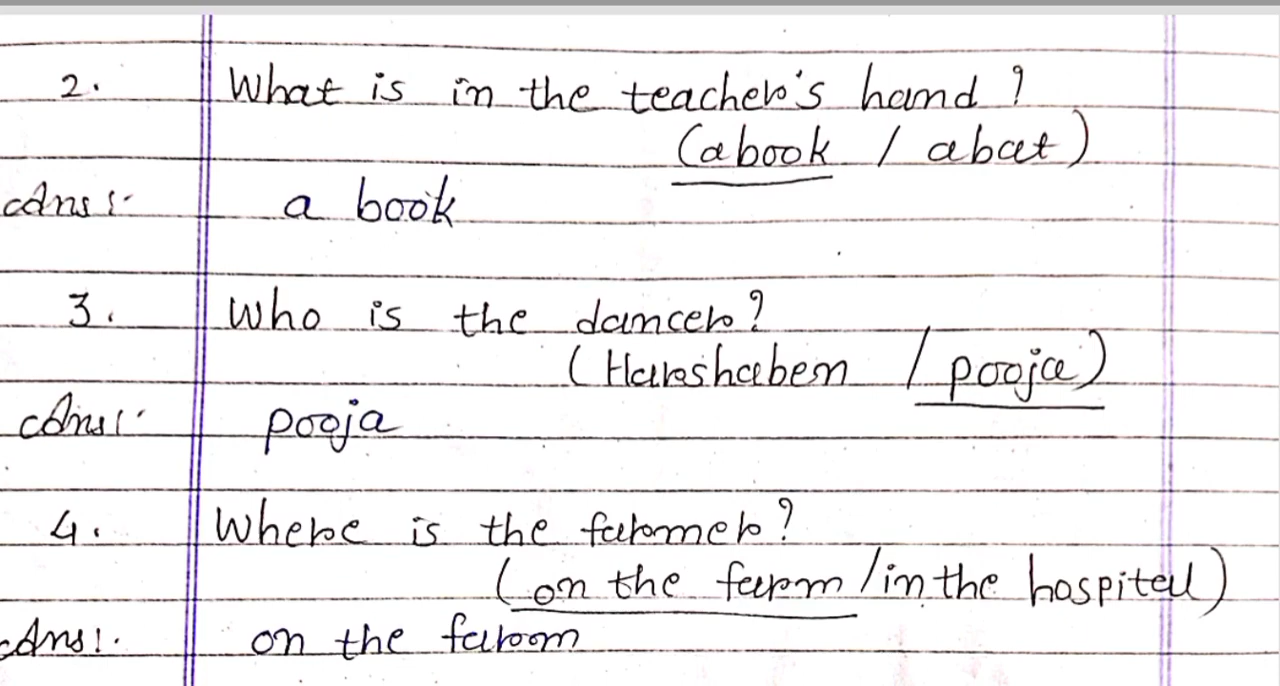 2. What is in the teacher's hand ?
(a book / a bat)
Ans :- a book
3. Who is the dancer ?
(Harshaben / pooja)
Ans :- pooja
4. Where is the farmer ?
(on the farm / in the hospital)
Ans :- on the farm